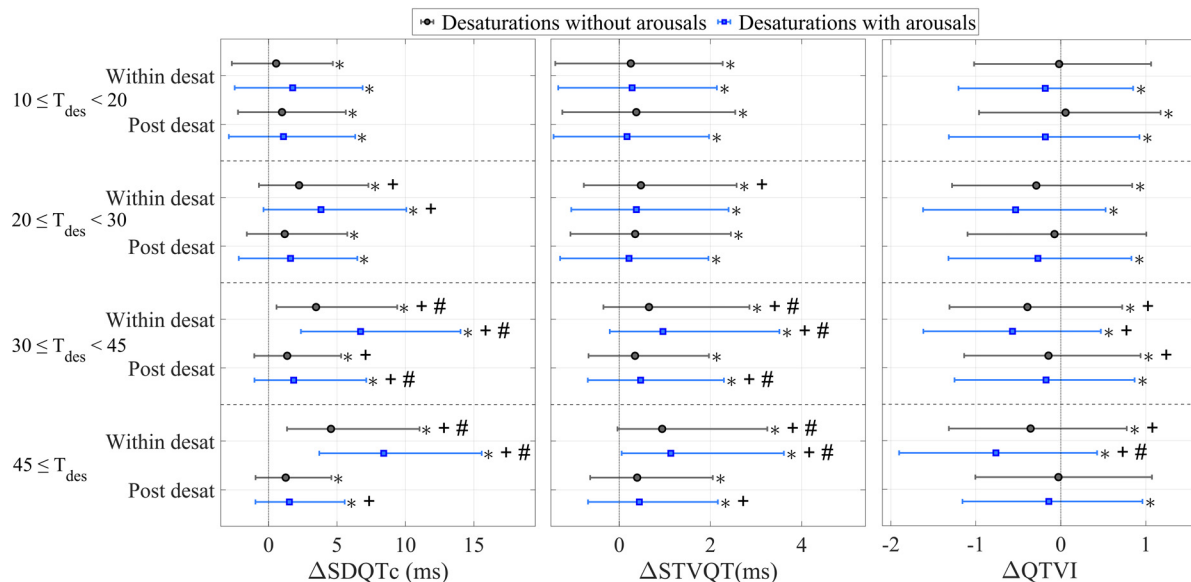 Desaturations without arousals Desaturations with arousals
10 ≤ T_des < 20
Within desat
Post desat
* * * *
* * * *
* * *
20 ≤ T_des < 30
Within desat
Post desat
* + * + * *
* + * * *
* * *
30 ≤ T_des < 45
Within desat
Post desat
* + # * + # * + * + #
* + # * + # * * + #
* + * + * + *
45 ≤ T_des
Within desat
Post desat
* + # * + # * * +
* + # * + # * * +
* + * + # *
0 5 10 15
0 2 4
-2 -1 0 1
ΔSDQTc (ms)
ΔSTVQT(ms)
ΔQTVI